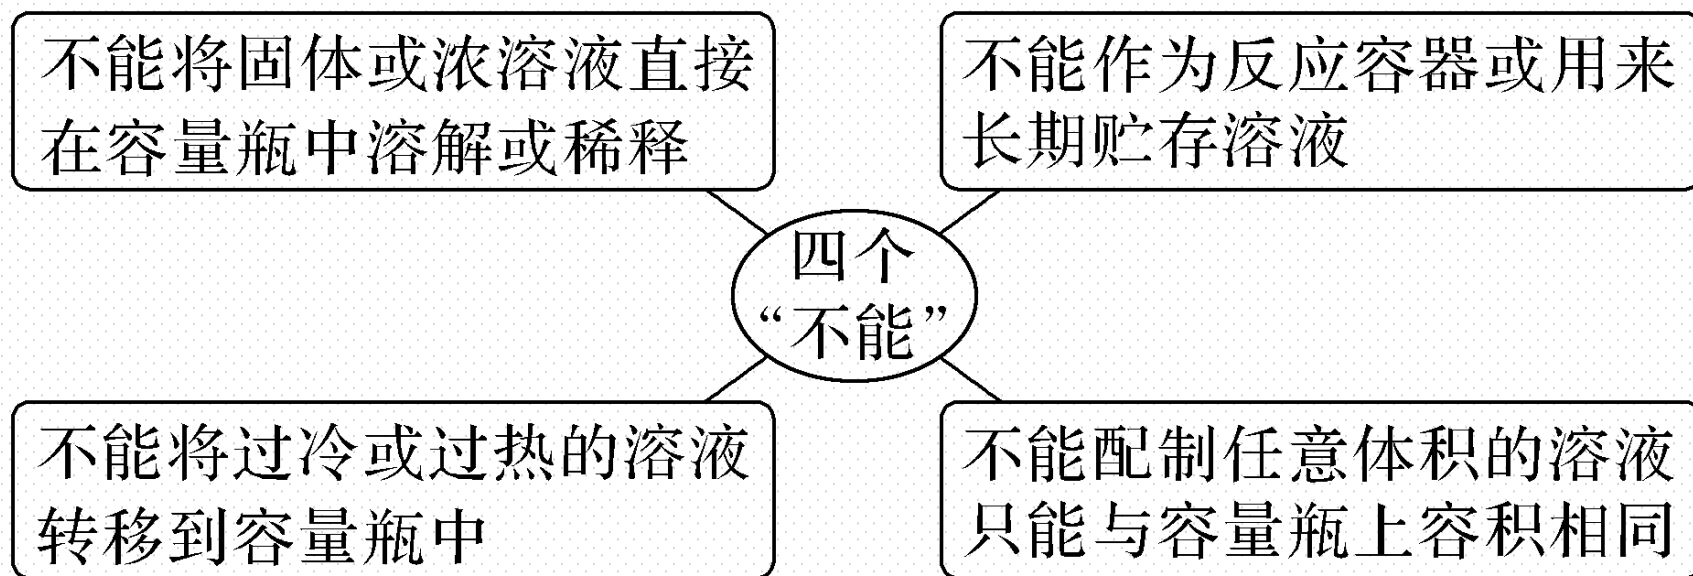 不能将固体或浓溶液直接
在容量瓶中溶解或稀释
不能作为反应容器或用来
长期贮存溶液
四个
“不能”
不能将过冷或过热的溶液
转移到容量瓶中
不能配制任意体积的溶液
只能与容量瓶上容积相同